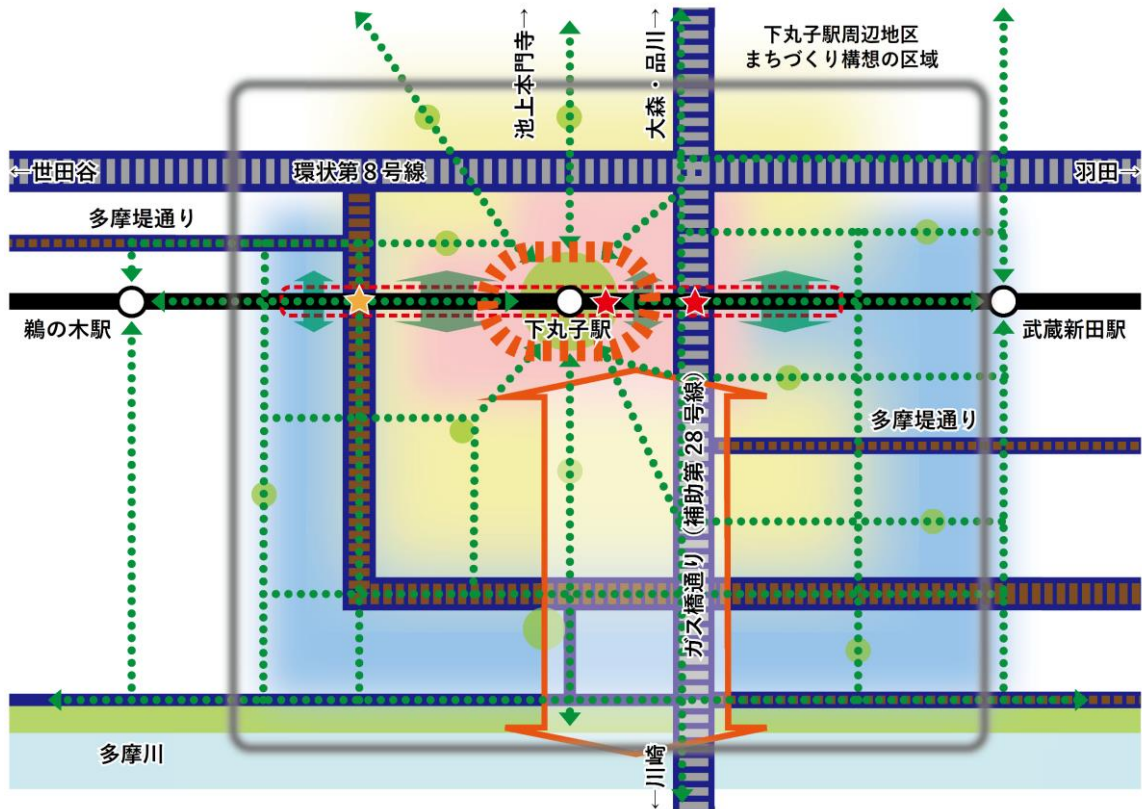 下丸子駅周辺地区
まちづくり構想の区域
池上本門寺→
大森・品川→
←世田谷
環状第8号線
羽田→
多摩堤通り
鵜の木駅
下丸子駅
武蔵新田駅
多摩堤通り
ガス橋通り（補助第28号線）
多摩川
←川崎